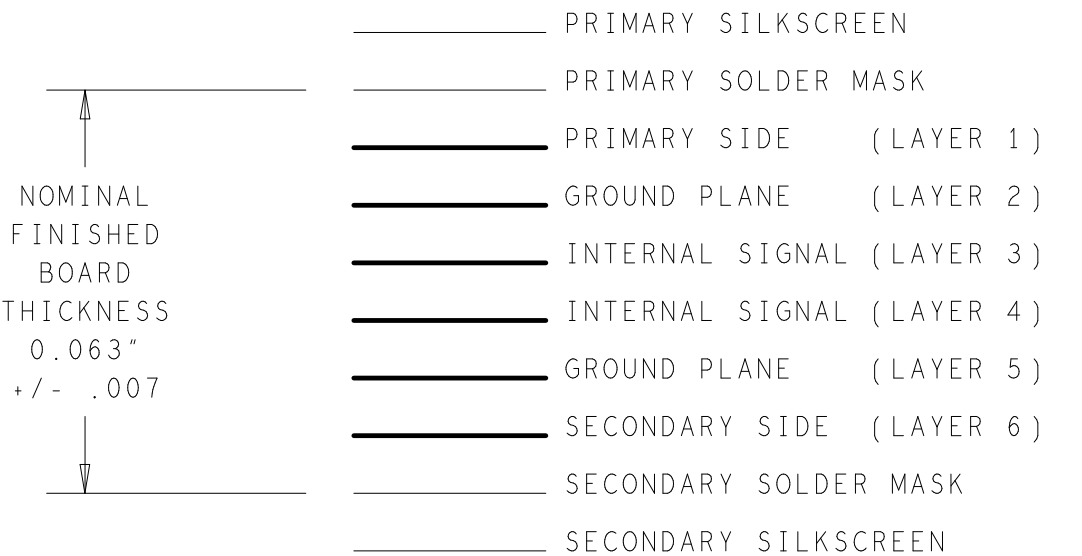 PRIMARY SILKSCREEN
PRIMARY SOLDER MASK
PRIMARY SIDE (LAYER 1)
GROUND PLANE (LAYER 2)
INTERNAL SIGNAL (LAYER 3)
INTERNAL SIGNAL (LAYER 4)
GROUND PLANE (LAYER 5)
SECONDARY SIDE (LAYER 6)
SECONDARY SOLDER MASK
SECONDARY SILKSCREEN
NOMINAL
FINISHED
BOARD
THICKNESS
0.063"
+/- .007